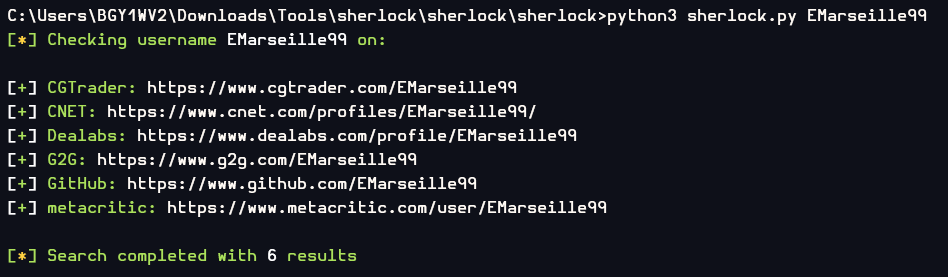 C:\Users\BGY1WV2\Downloads\Tools\sherlock\sherlock\sherlock>python3 sherlock.py EMarseille99
[*] Checking username EMarseille99 on:
[+] CGTrader: https://www.cgtrader.com/EMarseille99
[+] CNET: https://www.cnet.com/profiles/EMarseille99/
[+] Dealabs: https://www.dealabs.com/profile/EMarseille99
[+] G2G: https://www.g2g.com/EMarseille99
[+] GitHub: https://www.github.com/EMarseille99
[+] metacritic: https://www.metacritic.com/user/EMarseille99
[*] Search completed with 6 results